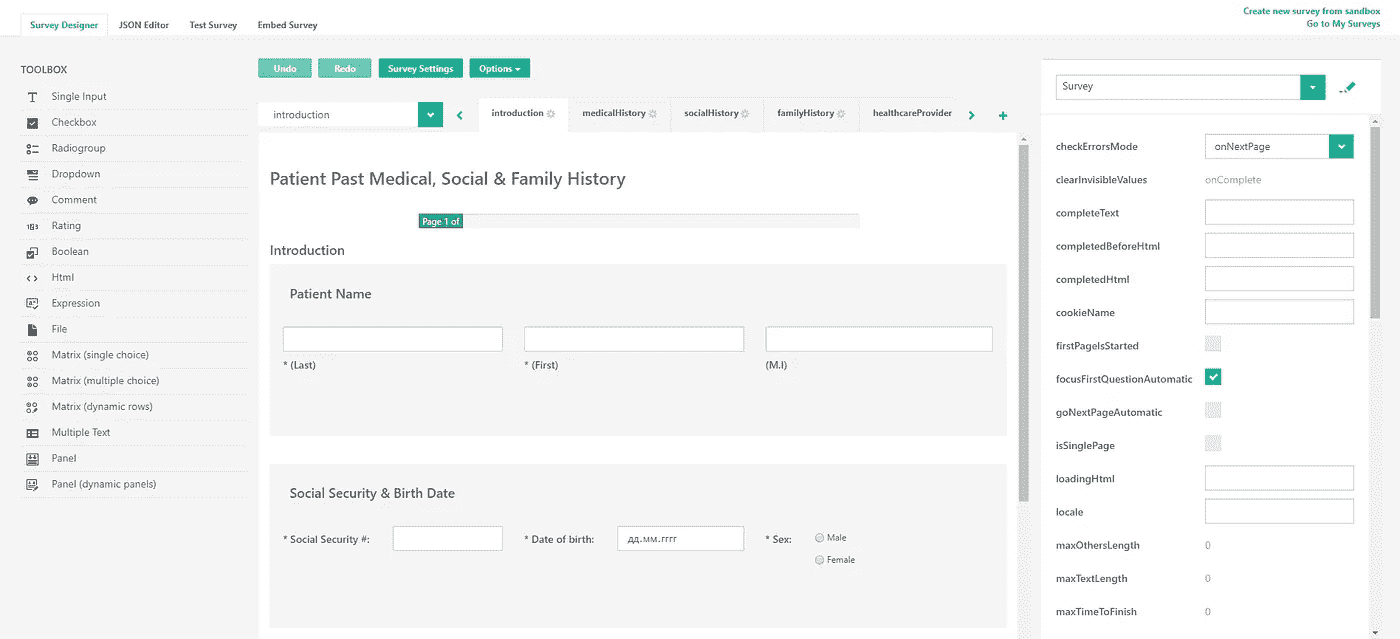 Create new survey from sandbox
Go to My Surveys
Survey Designer JSON Editor Test Survey Embed Survey
TOOLBOX
Single Input
Checkbox
Radiogroup
Dropdown
Comment
Rating
Boolean
Html
Expression
File
Matrix (single choice)
Matrix (multiple choice)
Matrix (dynamic rows)
Multiple Text
Panel
Panel (dynamic panels)
Undo Redo Survey Settings Options
introduction
introduction medicalHistory socialHistory familyHistory healthcareProvider
Patient Past Medical, Social & Family History
Page 1 of
Introduction
Patient Name
* (Last) * (First) (M.I)
Social Security & Birth Date
* Social Security #: * Date of birth: дд.мм.гггг * Sex: Male
Female
Survey
checkErrorsMode onNextPage
clearInvisibleValues onComplete
completeText
completedBeforeHtml
completedHtml
cookieName
firstPageIsStarted
focusFirstQuestionAutomatic
goNextPageAutomatic
isSinglePage
loadingHtml
locale
maxOthersLength 0
maxTextLength 0
maxTimeToFinish 0